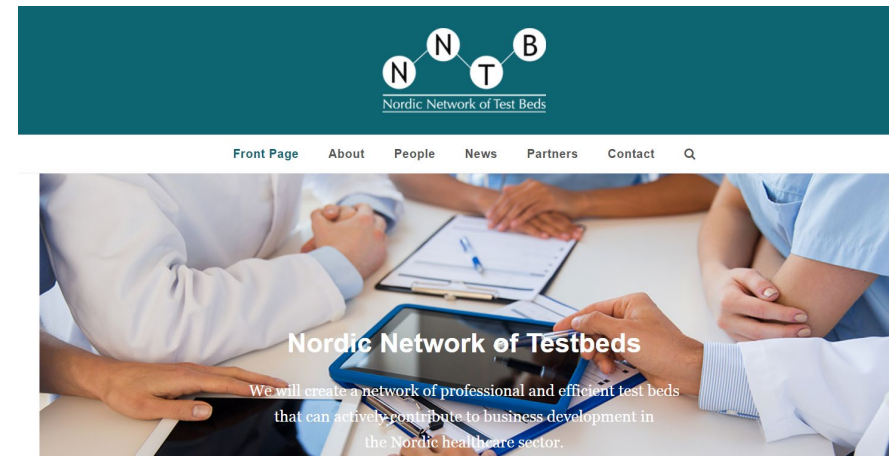 N N T B
Nordic Network of Test Beds
Front Page About People News Partners Contact
Nordic Network of Testbeds
We will create a network of professional and efficient test beds
that can actively contribute to business development in
the Nordic healthcare sector.